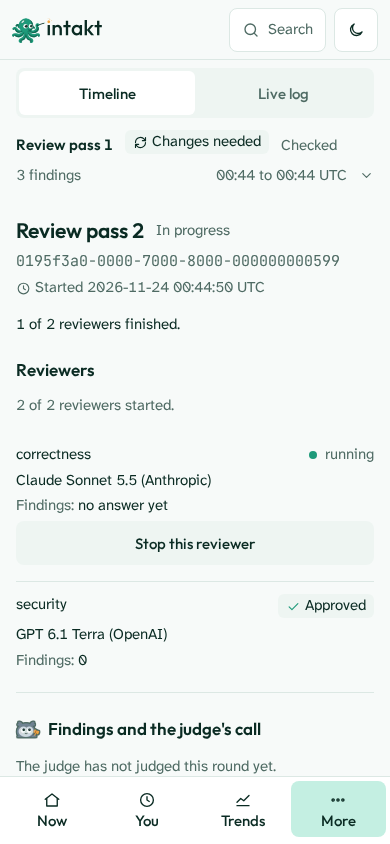 intakt
Search
Timeline
Live log
Review pass 1
Changes needed
Checked
3 findings
00:44 to 00:44 UTC
Review pass 2
In progress
0195f3a0-0000-7000-8000-000000000599
Started 2026-11-24 00:44:50 UTC
1 of 2 reviewers finished.
Reviewers
2 of 2 reviewers started.
correctness
running
Claude Sonnet 5.5 (Anthropic)
Findings: no answer yet
Stop this reviewer
security
Approved
GPT 6.1 Terra (OpenAI)
Findings: 0
Findings and the judge's call
The judge has not judged this round yet.
Now
You
Trends
More